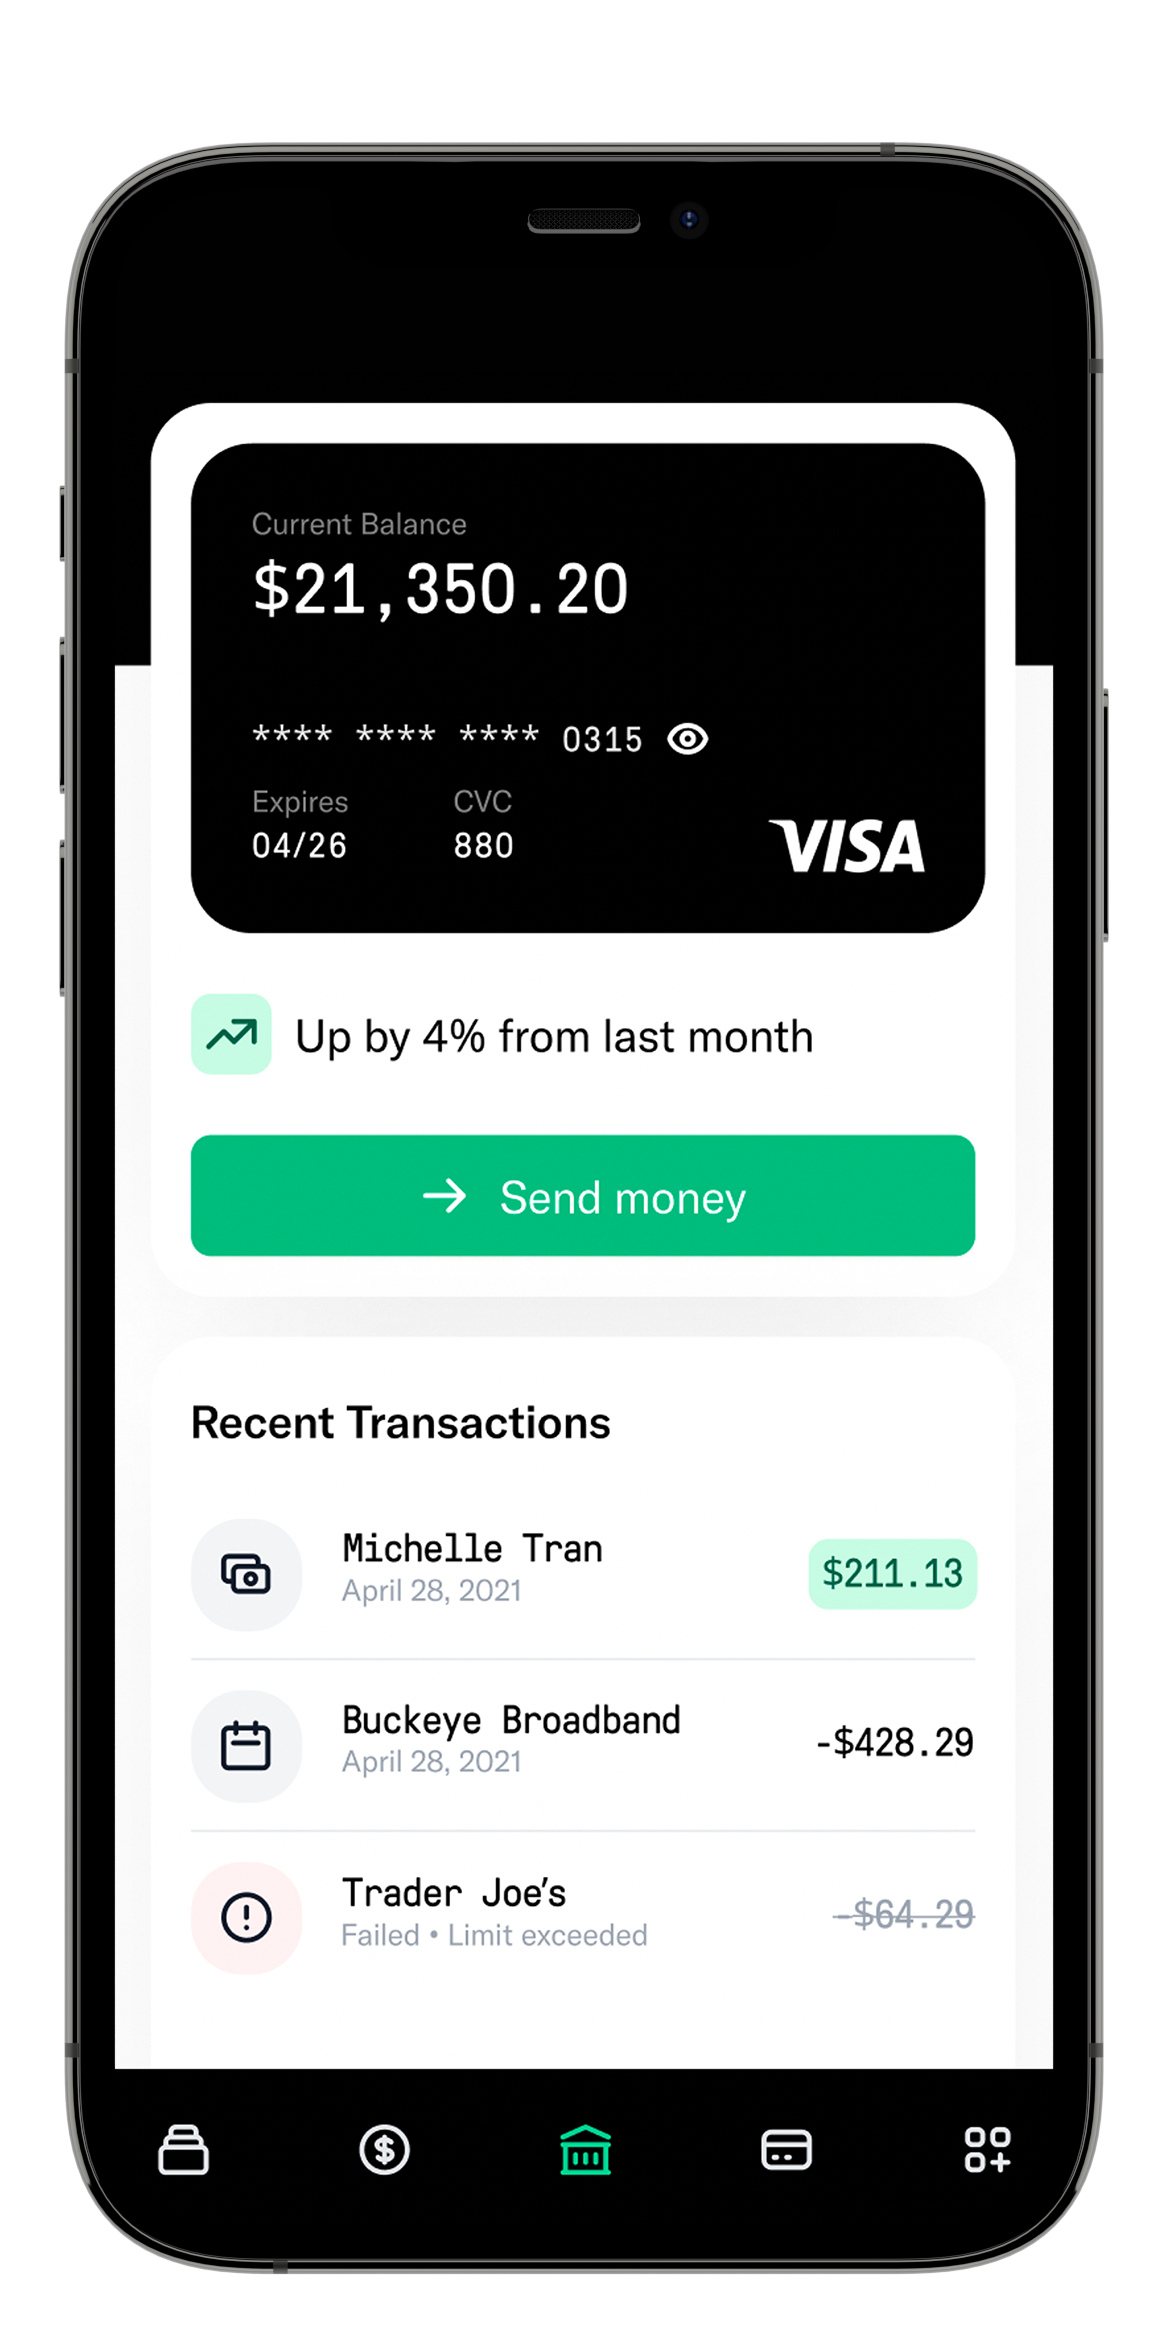 Current Balance
$21,350.20
**** **** **** 0315
Expires CVC
04/26 880
VISA
Up by 4% from last month
Send money
Recent Transactions
Michelle Tran
April 28, 2021
$211.13
Buckeye Broadband
April 28, 2021
-$428.29
Trader Joe’s
Failed • Limit exceeded
-$64.29